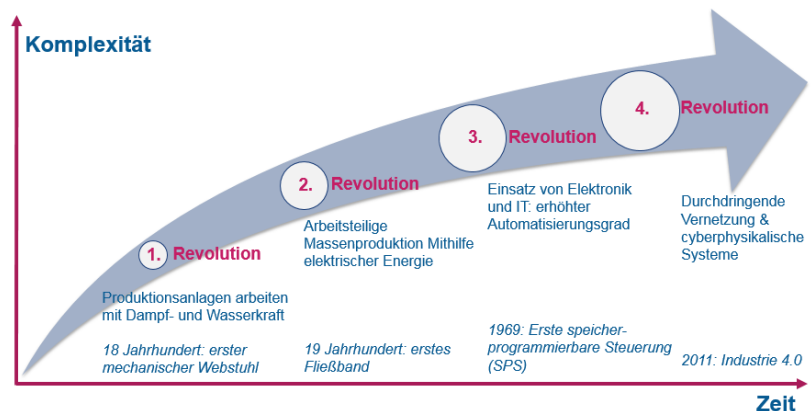 Komplexität
1. Revolution
Produktionsanlagen arbeiten
mit Dampf- und Wasserkraft
18 Jahrhundert: erster
mechanischer Webstuhl
2. Revolution
Arbeitsteilige
Massenproduktion Mithilfe
elektrischer Energie
19 Jahrhundert: erstes
Fließband
3. Revolution
Einsatz von Elektronik
und IT: erhöhter
Automatisierungsgrad
1969: Erste speicher-
programmierbare Steuerung
(SPS)
4. Revolution
Durchdringende
Vernetzung &
cyberphysikalische
Systeme
2011: Industrie 4.0
Zeit